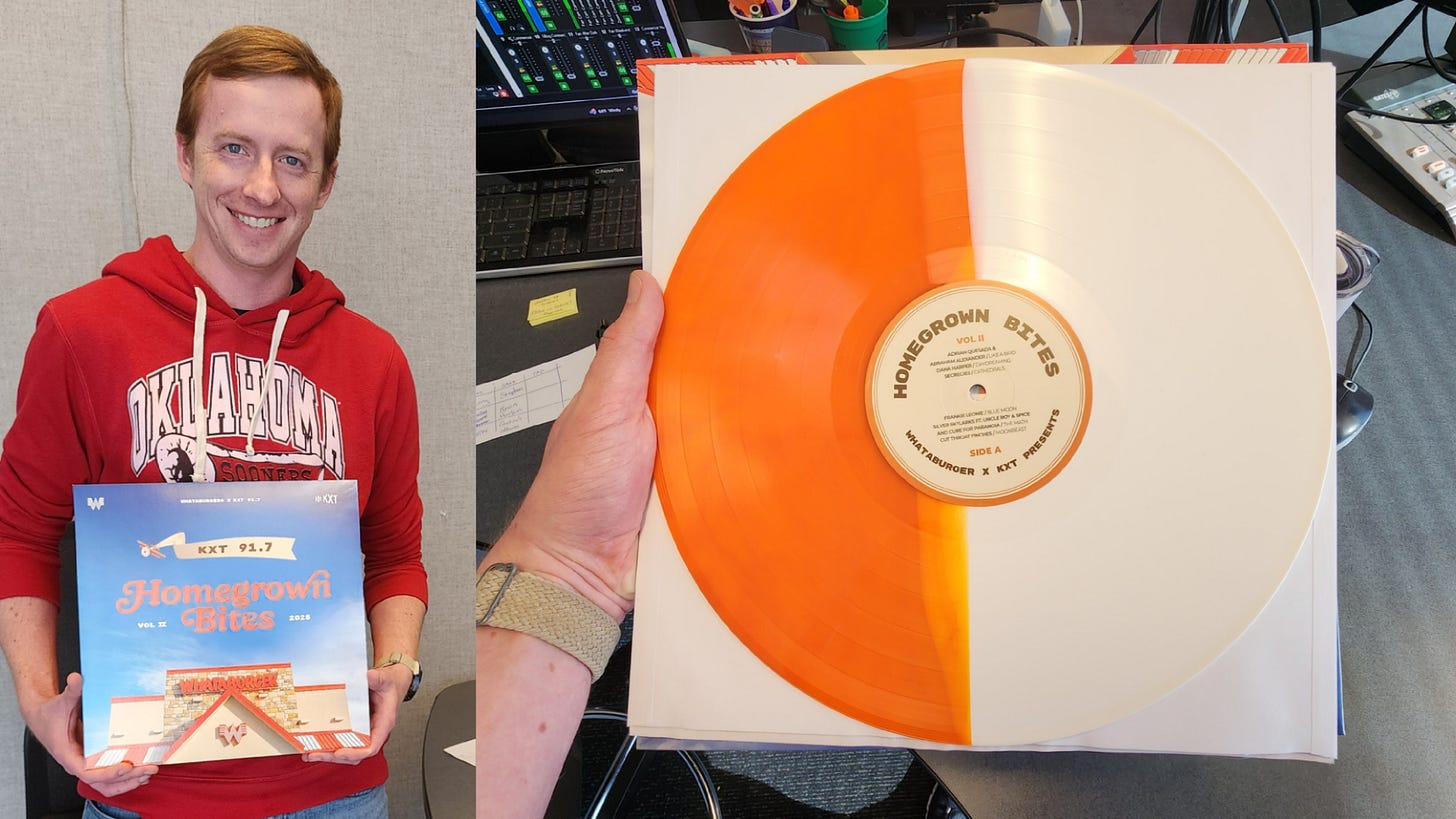 OKLAHOMA
SOONERS
WHATABURGER X KXT 91.7
KXT
KXT 91.7
Homegrown
Bites
VOL II
2025
WHATABURGER
HOMEGROWN BITES
VOL II
ADRIAN QUESADA &
ABRAHAM ALEXANDER / LIKE A BIRD
DANA HARPER / DAYDREAMING
SECRECIES / CATHEDRALS
FRANKIE LEONIE / BLUE MOON
SILVER SKYLARKS FT. UNCLE ROY & SPICE
AND CURE FOR PARANOIA / THE MATH
CUT THROAT FINCHES / MOONBEAST
SIDE A
WHATABURGER X KXT PRESENTS